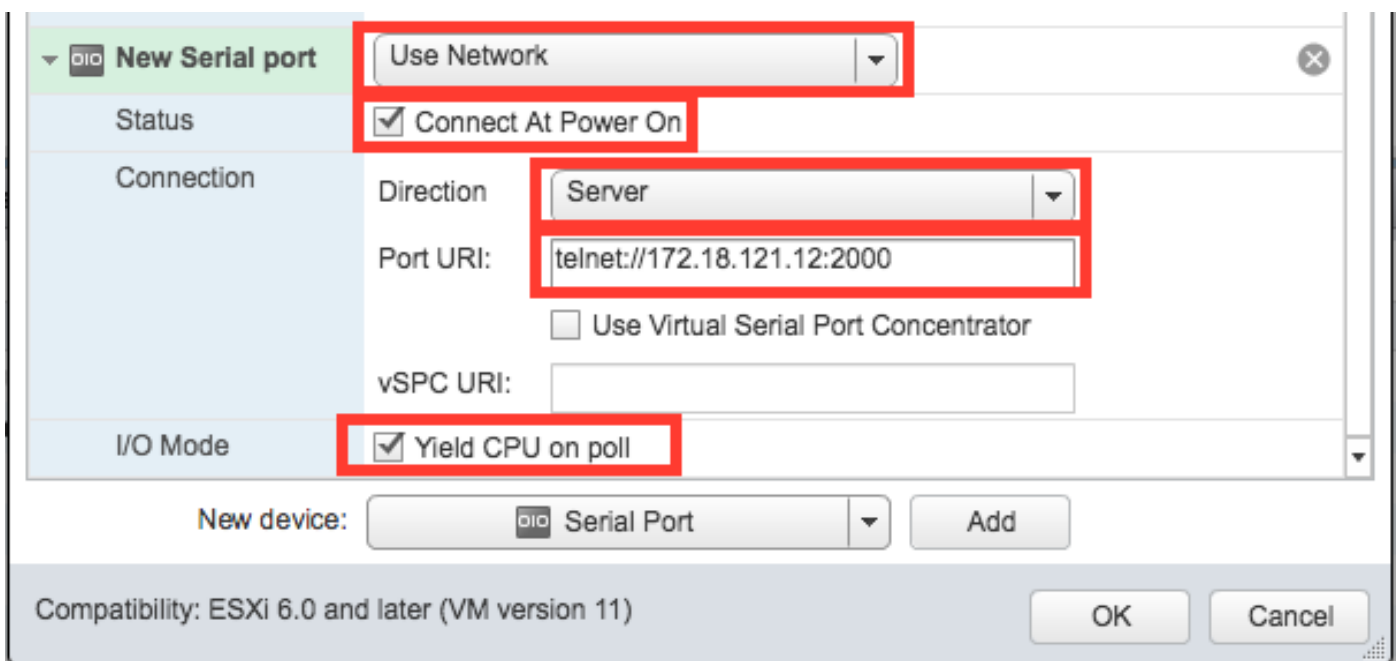 New Serial port Use Network
Status Connect At Power On
Connection
Direction Server
Port URI: telnet://172.18.121.12:2000
Use Virtual Serial Port Concentrator
vSPC URI:
I/O Mode Yield CPU on poll
New device: Serial Port Add
Compatibility: ESXi 6.0 and later (VM version 11) OK Cancel